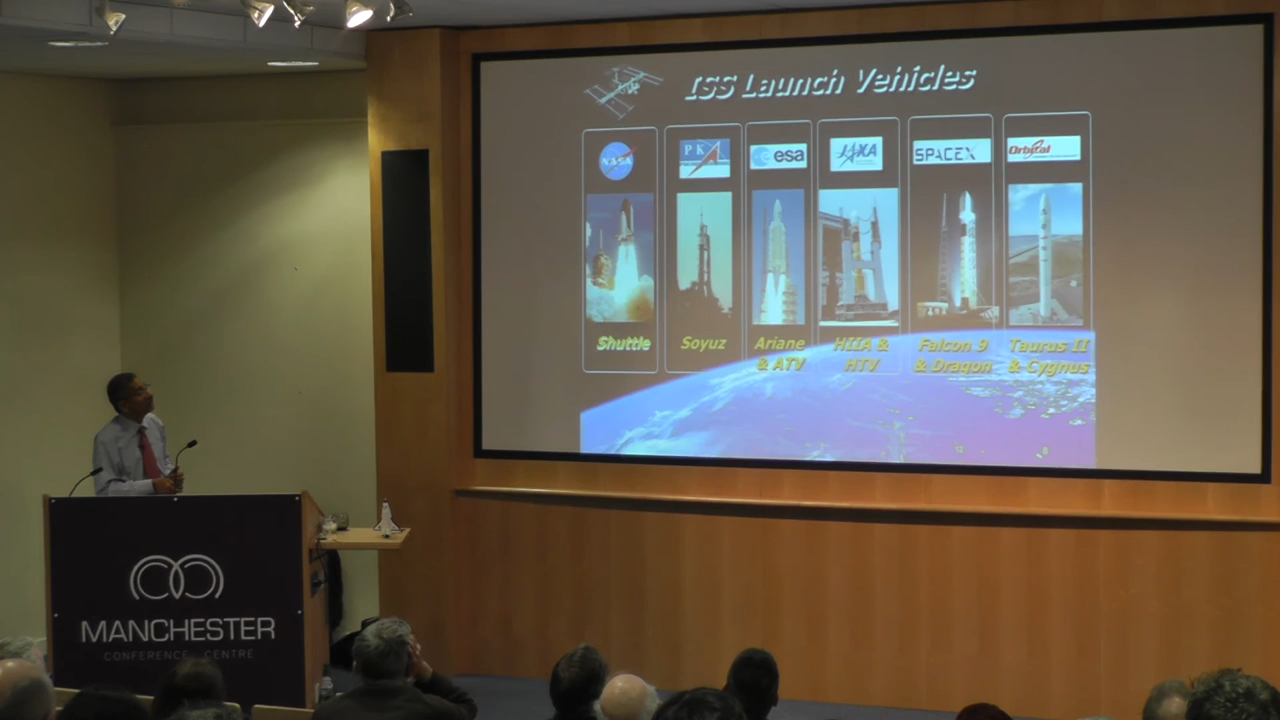 ISS Launch Vehicles
NASA
РКА
esa
JAXA
SPACEX
Orbital
Shuttle
Soyuz
Ariane
& ATV
HIIA &
HTV
Falcon 9
& Dragon
Taurus II
& Cygnus
MANCHESTER
CONFERENCE CENTRE